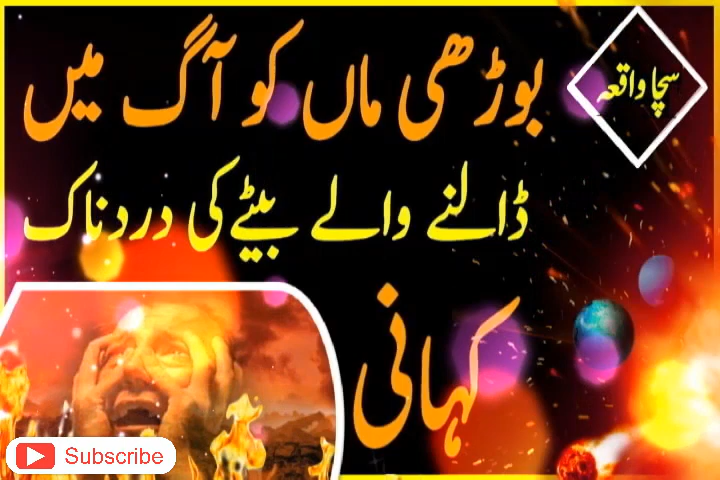 سچا واقعہ
بوڑھی ماں کو آگ میں
ڈالنے والے بیٹے کی دردناک
کہانی
Subscribe